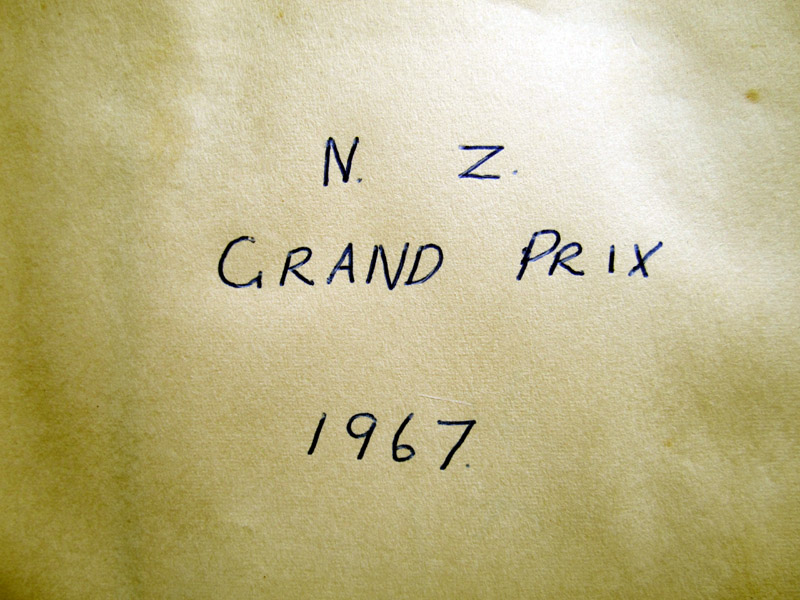 N. Z.
GRAND PRIX
1967.